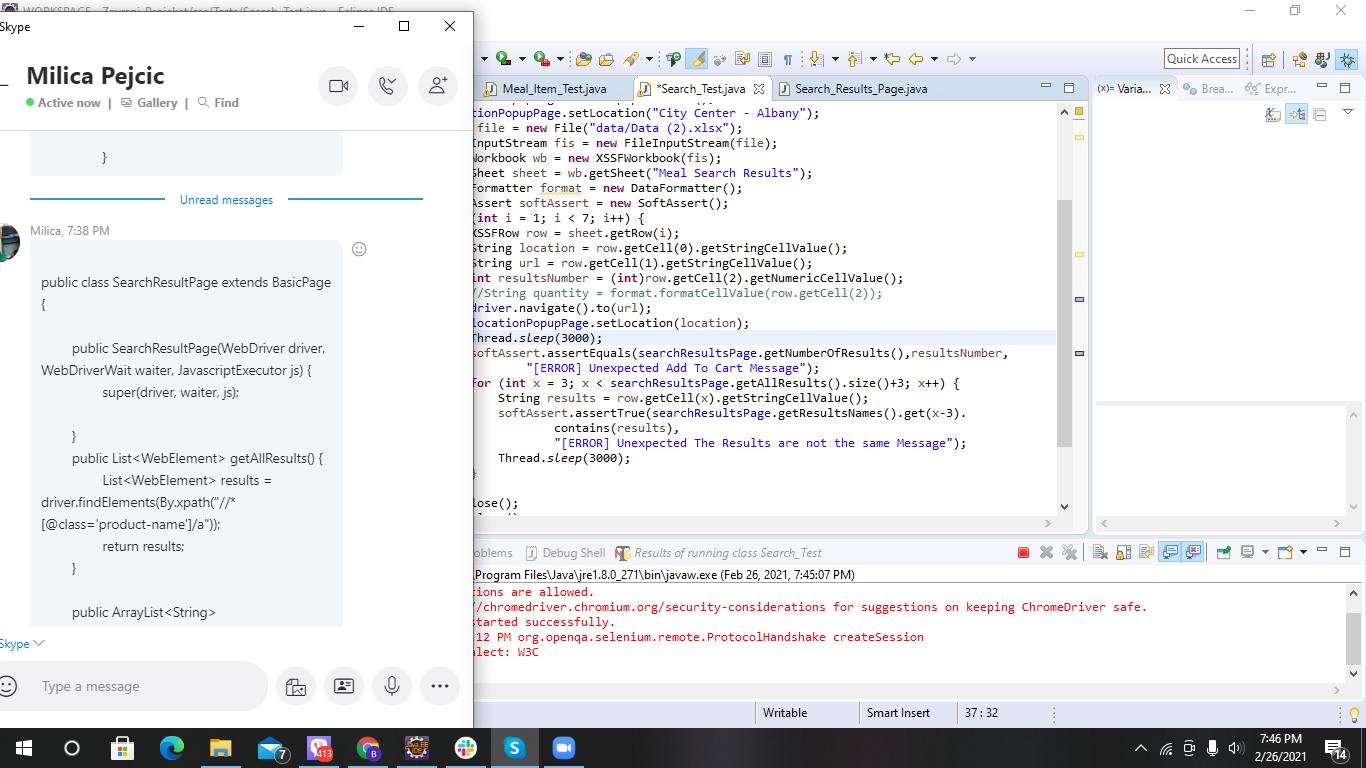 Skype
Milica Pejcic
Active now | Gallery | Find
}
Unread messages
Milica, 7:38 PM
public class SearchResultPage extends BasicPage
{
public SearchResultPage(WebDriver driver,
WebDriverWait waiter, JavascriptExecutor js) {
super(driver, waiter, js);
}
public List<WebElement> getAllResults() {
List<WebElement> results =
driver.findElements(By.xpath("//*
[@class='product-name']/a"));
return results;
}
public ArrayList<String>
Skype
Type a message
Quick Access
Meal_Item_Test.java
*Search_Test.java
Search_Results_Page.java
(x)= Varia...
Brea...
Expr...
tionPopupPage.setLocation("City Center - Albany");
file = new File("data/Data (2).xlsx");
InputStream fis = new FileInputStream(file);
Workbook wb = new XSSFWorkbook(fis);
Sheet sheet = wb.getSheet("Meal Search Results");
Formatter format = new DataFormatter();
Assert softAssert = new SoftAssert();
(int i = 1; i < 7; i++) {
XSSFRow row = sheet.getRow(i);
String location = row.getCell(0).getStringCellValue();
String url = row.getCell(1).getStringCellValue();
int resultsNumber = (int)row.getCell(2).getNumericCellValue();
//String quantity = format.formatCellValue(row.getCell(2));
driver.navigate().to(url);
locationPopupPage.setLocation(location);
Thread.sleep(3000);
softAssert.assertEquals(searchResultsPage.getNumberOfResults(),resultsNumber,
"[ERROR] Unexpected Add To Cart Message");
for (int x = 3; x < searchResultsPage.getAllResults().size()+3; x++) {
String results = row.getCell(x).getStringCellValue();
softAssert.assertTrue(searchResultsPage.getResultsNames().get(x-3).
contains(results),
"[ERROR] Unexpected The Results are not the same Message");
Thread.sleep(3000);
}
lose();
oblems
Debug Shell
Results of running class Search_Test
\Program Files\Java\jre1.8.0_271\bin\javaw.exe (Feb 26, 2021, 7:45:07 PM)
tions are allowed.
//chromedriver.chromium.org/security-considerations for suggestions on keeping ChromeDriver safe.
started successfully.
12 PM org.openqa.selenium.remote.ProtocolHandshake createSession
alect: W3C
Writable
Smart Insert
37 : 32
7
413
B
7:46 PM
2/26/2021
14